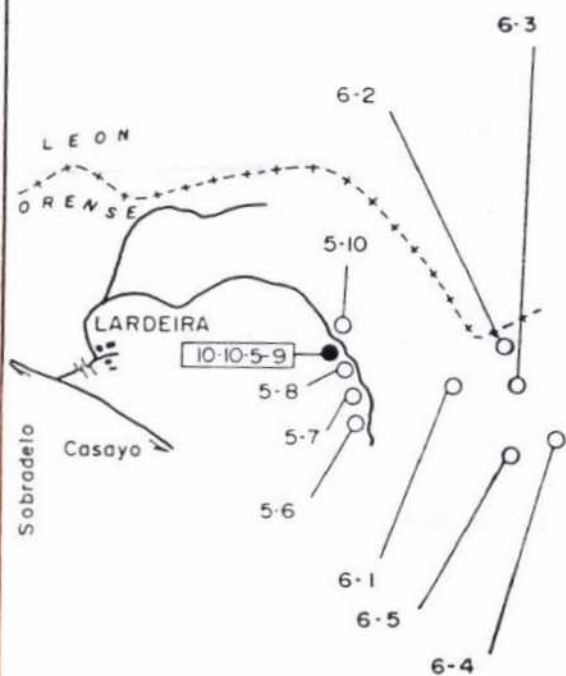 6-3
6-2
LEON
ORENSE
5-10
LARDEIRA
10-10-5-9
5-8
5-7
Casayo
Sobradelo
5-6
6-1
6-5
6-4